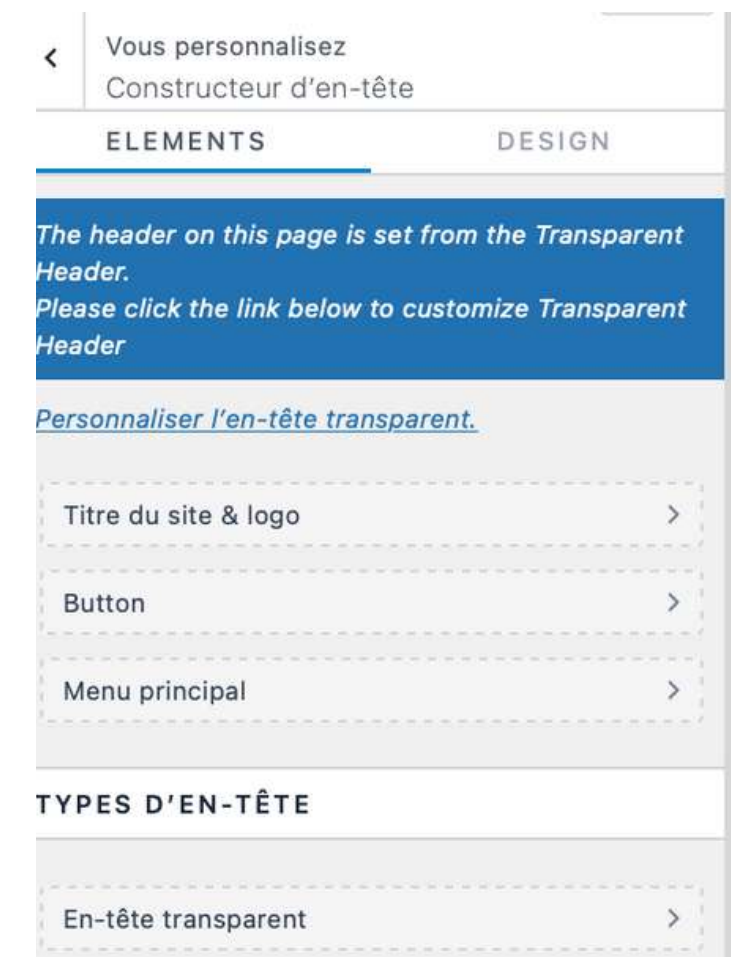 Vous personnalisez
Constructeur d'en-tête
ELEMENTS DESIGN
The header on this page is set from the Transparent
Header.
Please click the link below to customize Transparent
Header
Personnaliser l'en-tête transparent.
Titre du site & logo
Button
Menu principal
TYPES D'EN-TÊTE
En-tête transparent